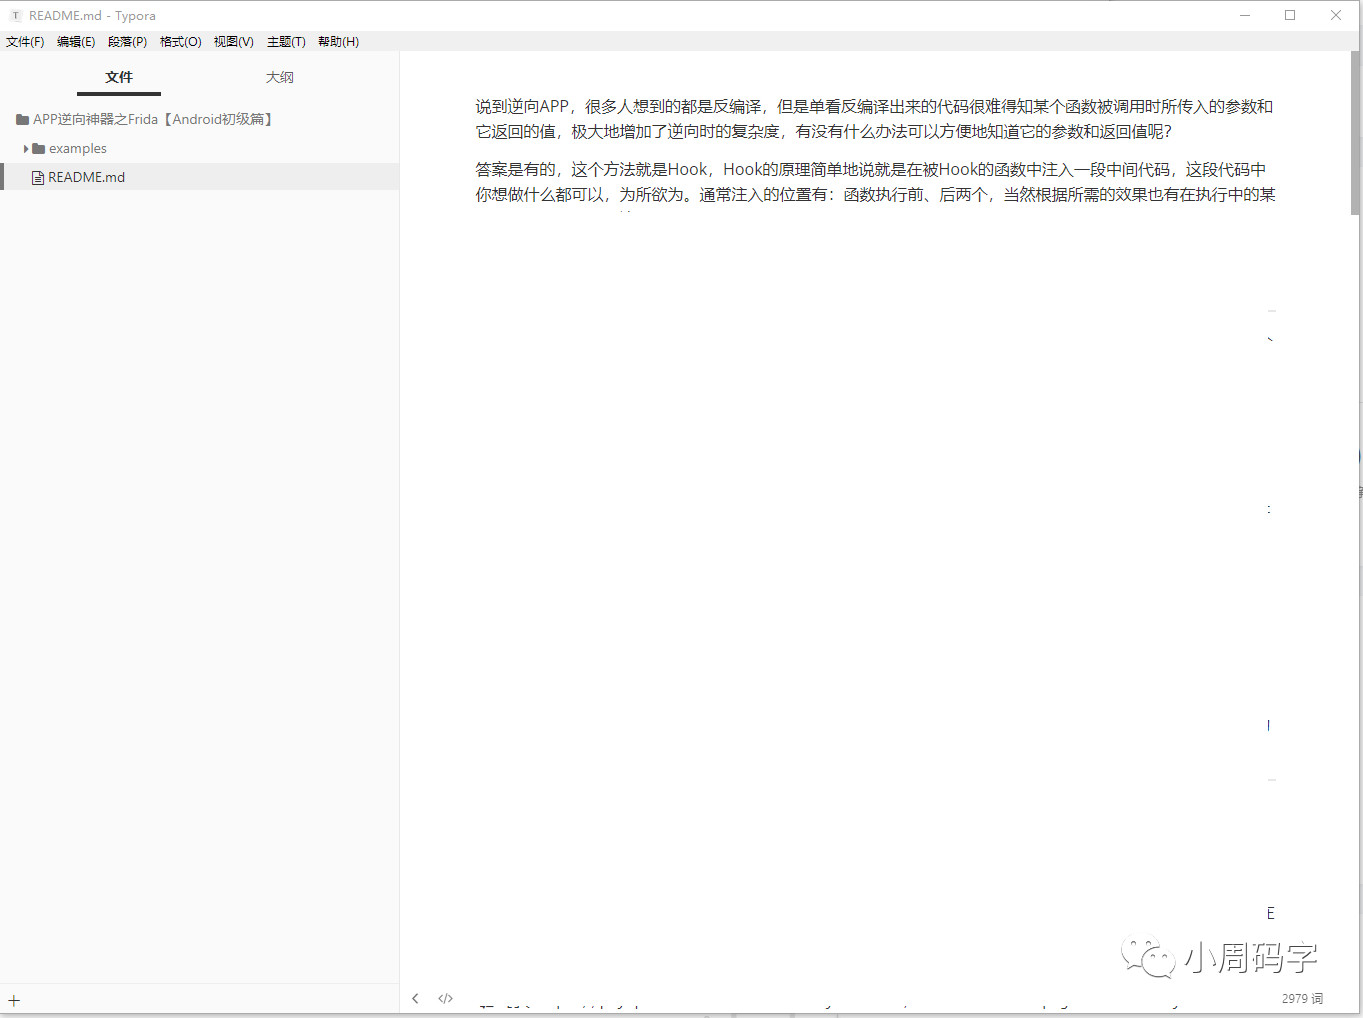 README.md - Typora
文件(F) 编辑(E) 段落(P) 格式(O) 视图(V) 主题(T) 帮助(H)
文件 大纲
APP逆向神器之Frida【Android初级篇】
examples
README.md
说到逆向APP，很多人想到的都是反编译，但是单看反编译出来的代码很难得知某个函数被调用时所传入的参数和
它返回的值，极大地增加了逆向时的复杂度，有没有什么办法可以方便地知道它的参数和返回值呢？
答案是有的，这个方法就是Hook，Hook的原理简单地说就是在被Hook的函数中注入一段中间代码，这段代码中
你想做什么都可以，为所欲为。通常注入的位置有：函数执行前、后两个，当然根据所需的效果也有在执行中的某
E
小周码字
2979 词